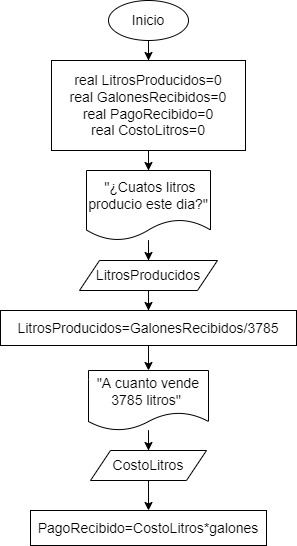 Inicio
real LitrosProducidos=0
real GalonesRecibidos=0
real PagoRecibido=0
real CostoLitros=0
"¿Cuatos litros
producio este dia?"
LitrosProducidos
LitrosProducidos=GalonesRecibidos/3785
"A cuanto vende
3785 litros"
CostoLitros
PagoRecibido=CostoLitros*galones